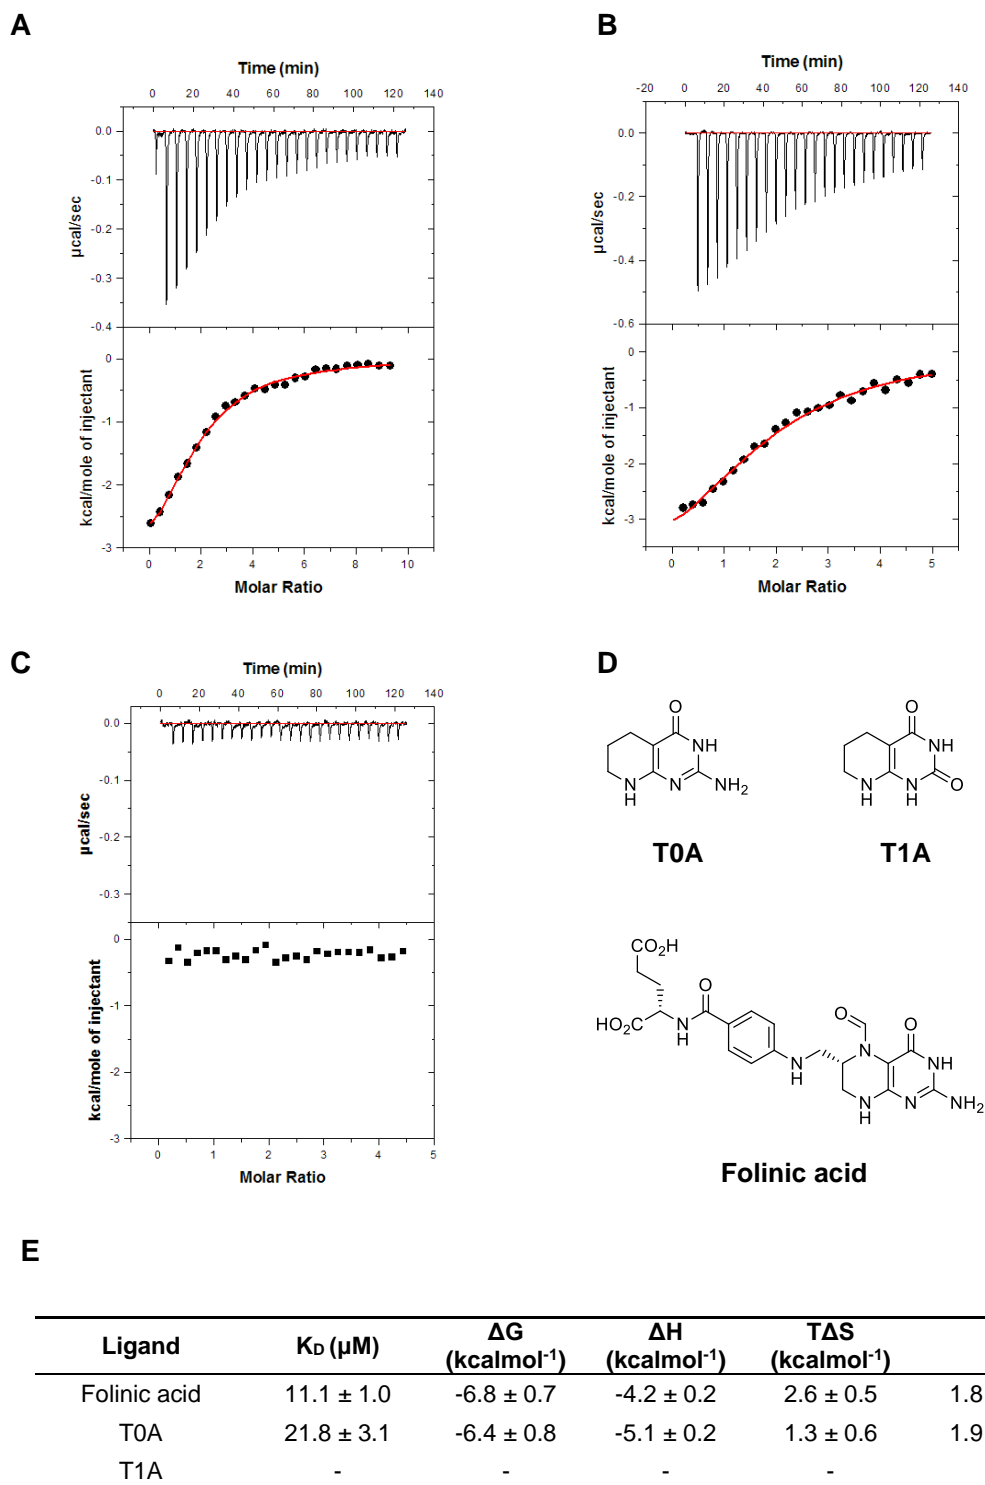 A
Time (min)
0 20 40 60 80 100 120 140
0.0
-0.1
-0.2
-0.3
-0.4
µcal/sec
0
-1
-2
-3
kcal/mole of injectant
0 2 4 6 8 10
Molar Ratio
B
Time (min)
-20 0 20 40 60 80 100 120 140
0.0
-0.2
-0.4
-0.6
µcal/sec
0
-1
-2
-3
kcal/mole of injectant
0 1 2 3 4 5
Molar Ratio
C
Time (min)
0 20 40 60 80 100 120 140
0.0
-0.1
-0.2
-0.3
µcal/sec
0
-1
-2
-3
kcal/mole of injectant
0 1 2 3 4 5
Molar Ratio
D
O
NH
N
H
N
NH₂
T0A
O
NH
N
H
N
H
O
T1A
CO₂H
HO₂C
N
H
O
N
H
O
N
O
NH
N
H
N
NH₂
Folinic acid
E
Ligand K_D (µM) ΔG (kcalmol⁻¹) ΔH (kcalmol⁻¹) TΔS (kcalmol⁻¹)
Folinic acid 11.1 ± 1.0 -6.8 ± 0.7 -4.2 ± 0.2 2.6 ± 0.5 1.8
T0A 21.8 ± 3.1 -6.4 ± 0.8 -5.1 ± 0.2 1.3 ± 0.6 1.9
T1A - - - -